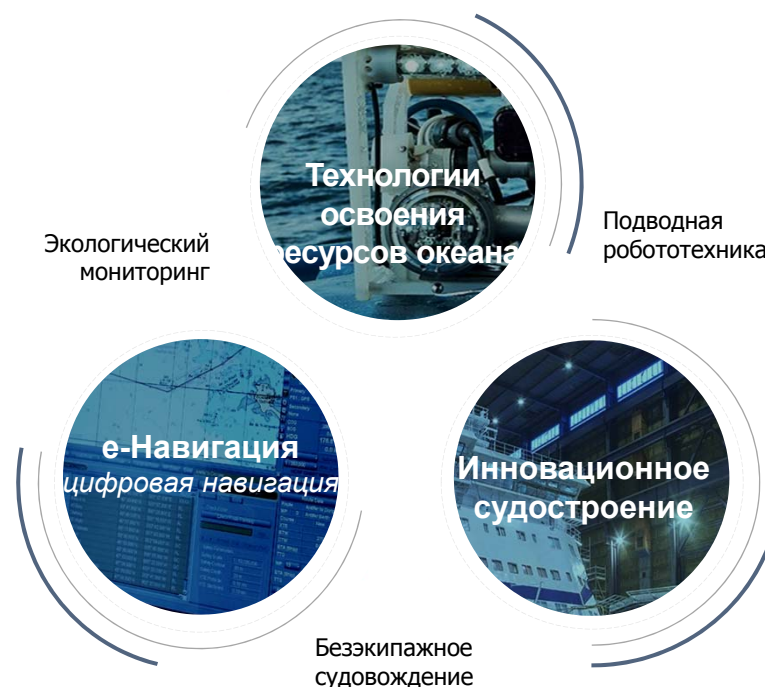 Технологии
освоения
ресурсов океана
Экологический
мониторинг
Подводная
робототехника
е-Навигация
цифровая навигация
Инновационное
судостроение
Безэкипажное
судовождение